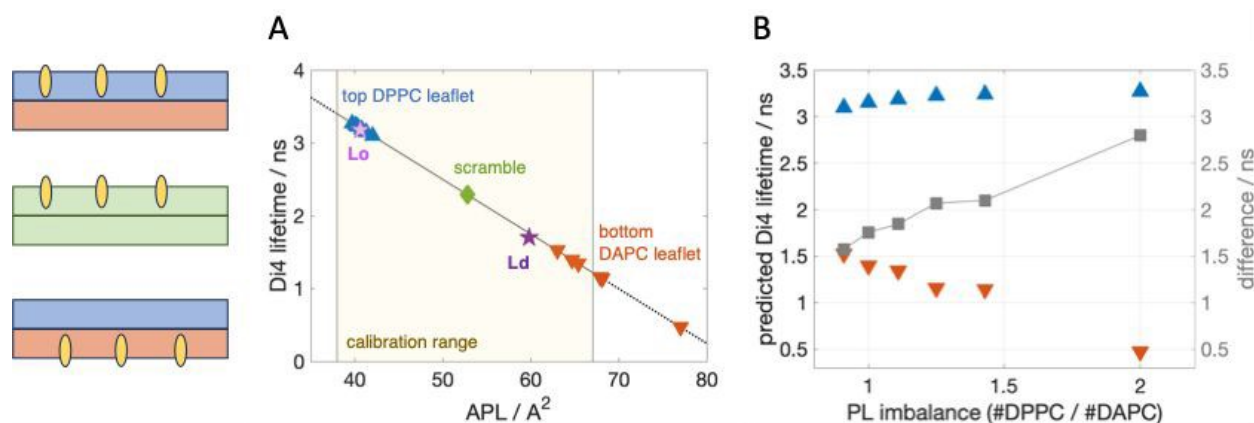 A
Di4 lifetime / ns
4
3
2
1
0
top DPPC leaflet
Lo
scramble
bottom
DAPC leaflet
Ld
calibration range
40
50
60
70
80
APL / A²
B
predicted Di4 lifetime / ns
3.5
3
2.5
2
1.5
1
0.5
3.5
3
2.5
2
1.5
1
0.5
difference / ns
1
1.5
2
PL imbalance (#DPPC / #DAPC)